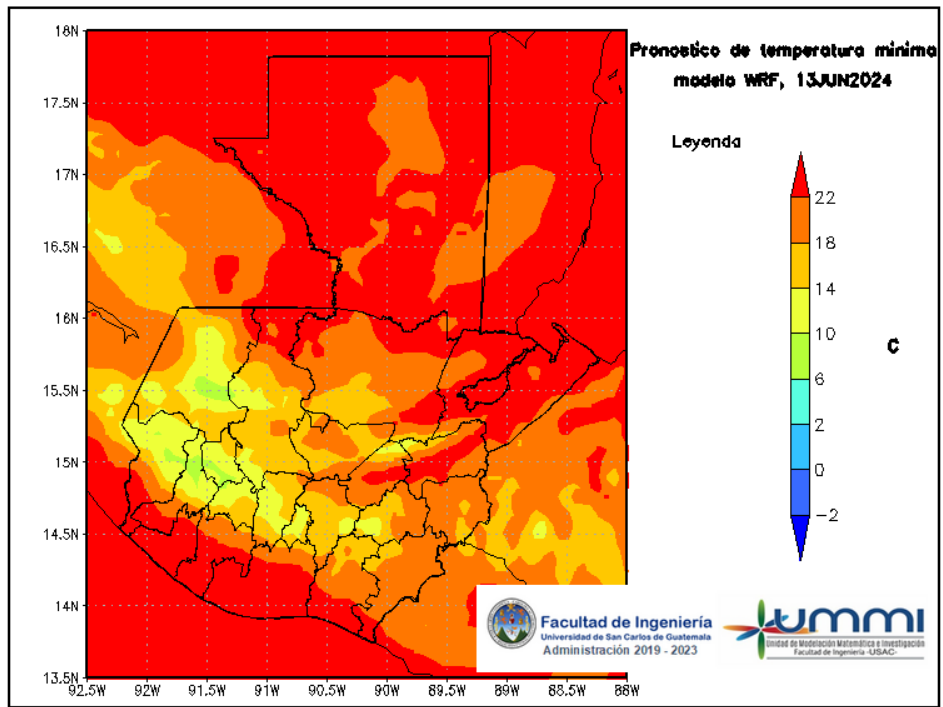 Pronostico de temperatura minima
modelo WRF, 13JUN2024
Leyenda
22
18
14
10
6
2
0
−2
C
18N
17.5N
17N
16.5N
16N
15.5N
15N
14.5N
14N
13.5N
92.5W
92W
91.5W
91W
90.5W
90W
89.5W
89W
88.5W
88W
Facultad de Ingeniería
Universidad de San Carlos de Guatemala
Administración 2019 - 2023
UMMI
Unidad de Modelación Matemática e Investigación
Facultad de Ingeniería -USAC-